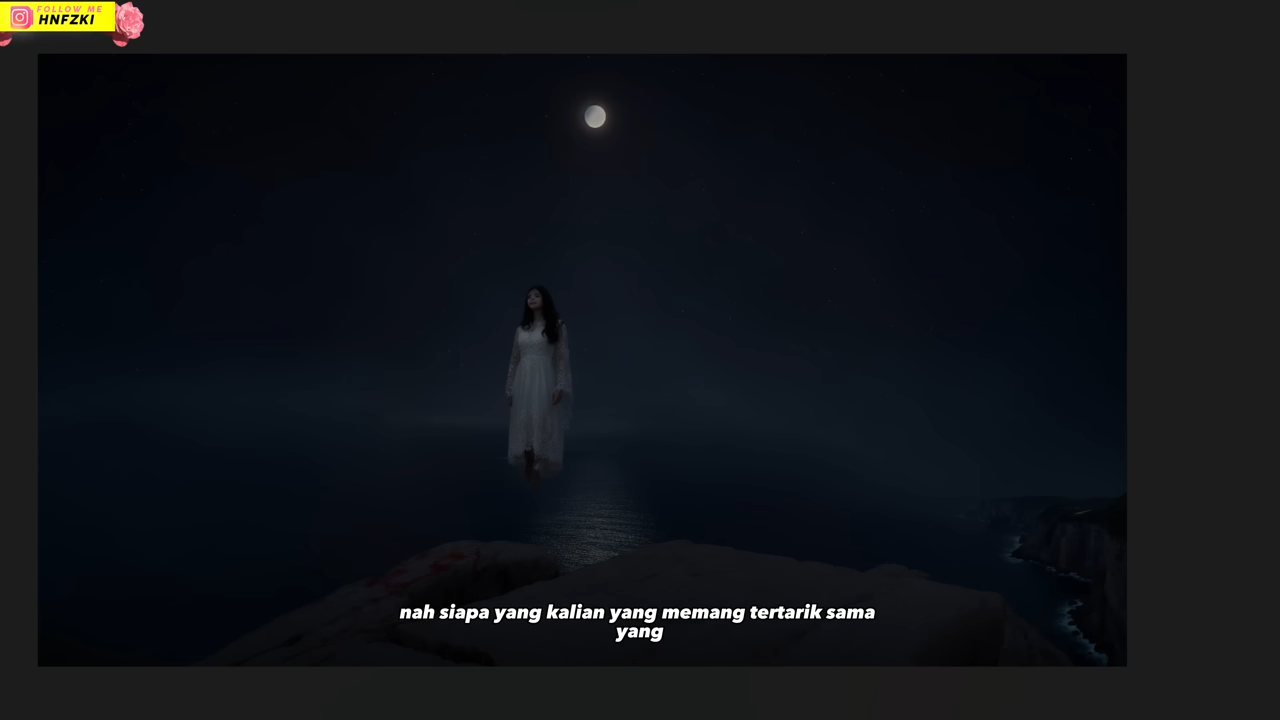 FOLLOW ME
HNFZKI
nah siapa yang kalian yang memang tertarik sama
yang